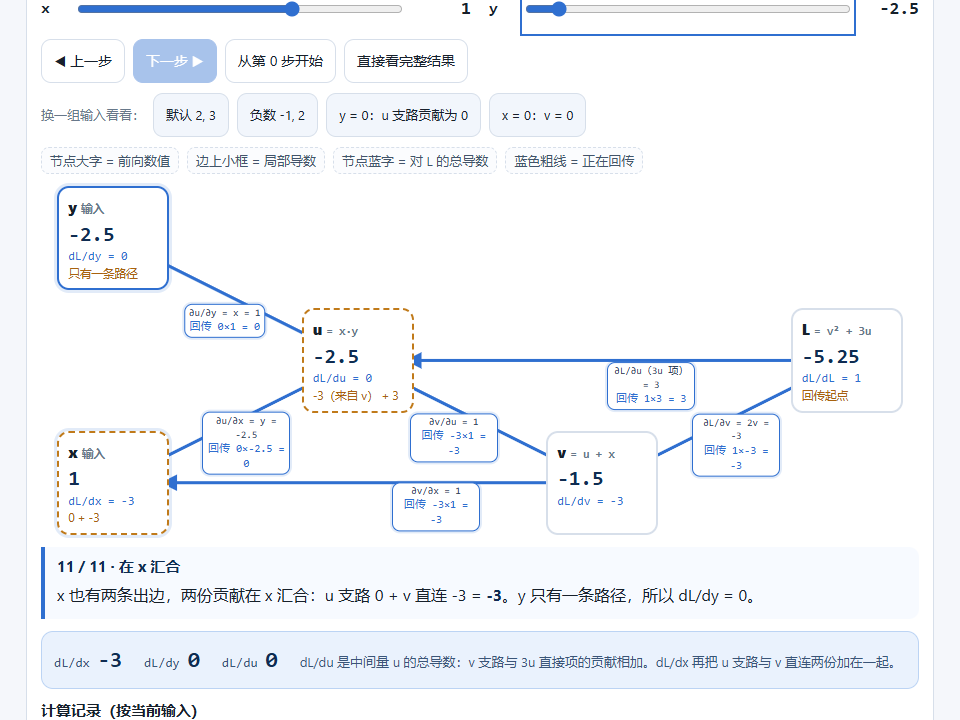 x 1 y -2.5
◀ 上一步 下一步 ▶ 从第 0 步开始 直接看完整结果
换一组输入看看： 默认 2, 3 负数 -1, 2 y = 0：u 支路贡献为 0 x = 0：v = 0
节点大字 = 前向数值 边上小框 = 局部导数 节点蓝字 = 对 L 的总导数 蓝色粗线 = 正在回传
y 输入
-2.5
dL/dy = 0
只有一条路径
∂u/∂y = x = 1
回传 0×1 = 0
u = x·y
-2.5
dL/du = 0
-3（来自 v） + 3
L = v² + 3u
-5.25
dL/dL = 1
回传起点
∂L/∂u（3u 项）
= 3
回传 1×3 = 3
∂u/∂x = y =
-2.5
回传 0×-2.5 =
0
∂v/∂u = 1
回传 -3×1 =
-3
∂L/∂v = 2v =
-3
回传 1×-3 =
-3
x 输入
1
dL/dx = -3
0 + -3
v = u + x
-1.5
dL/dv = -3
∂v/∂x = 1
回传 -3×1 =
-3
11 / 11 · 在 x 汇合
x 也有两条出边，两份贡献在 x 汇合：u 支路 0 + v 直连 -3 = -3。y 只有一条路径，所以 dL/dy = 0。
dL/dx -3 dL/dy 0 dL/du 0 dL/du 是中间量 u 的总导数：v 支路与 3u 直接项的贡献相加。dL/dx 再把 u 支路与 v 直连两份加在一起。
计算记录（按当前输入）